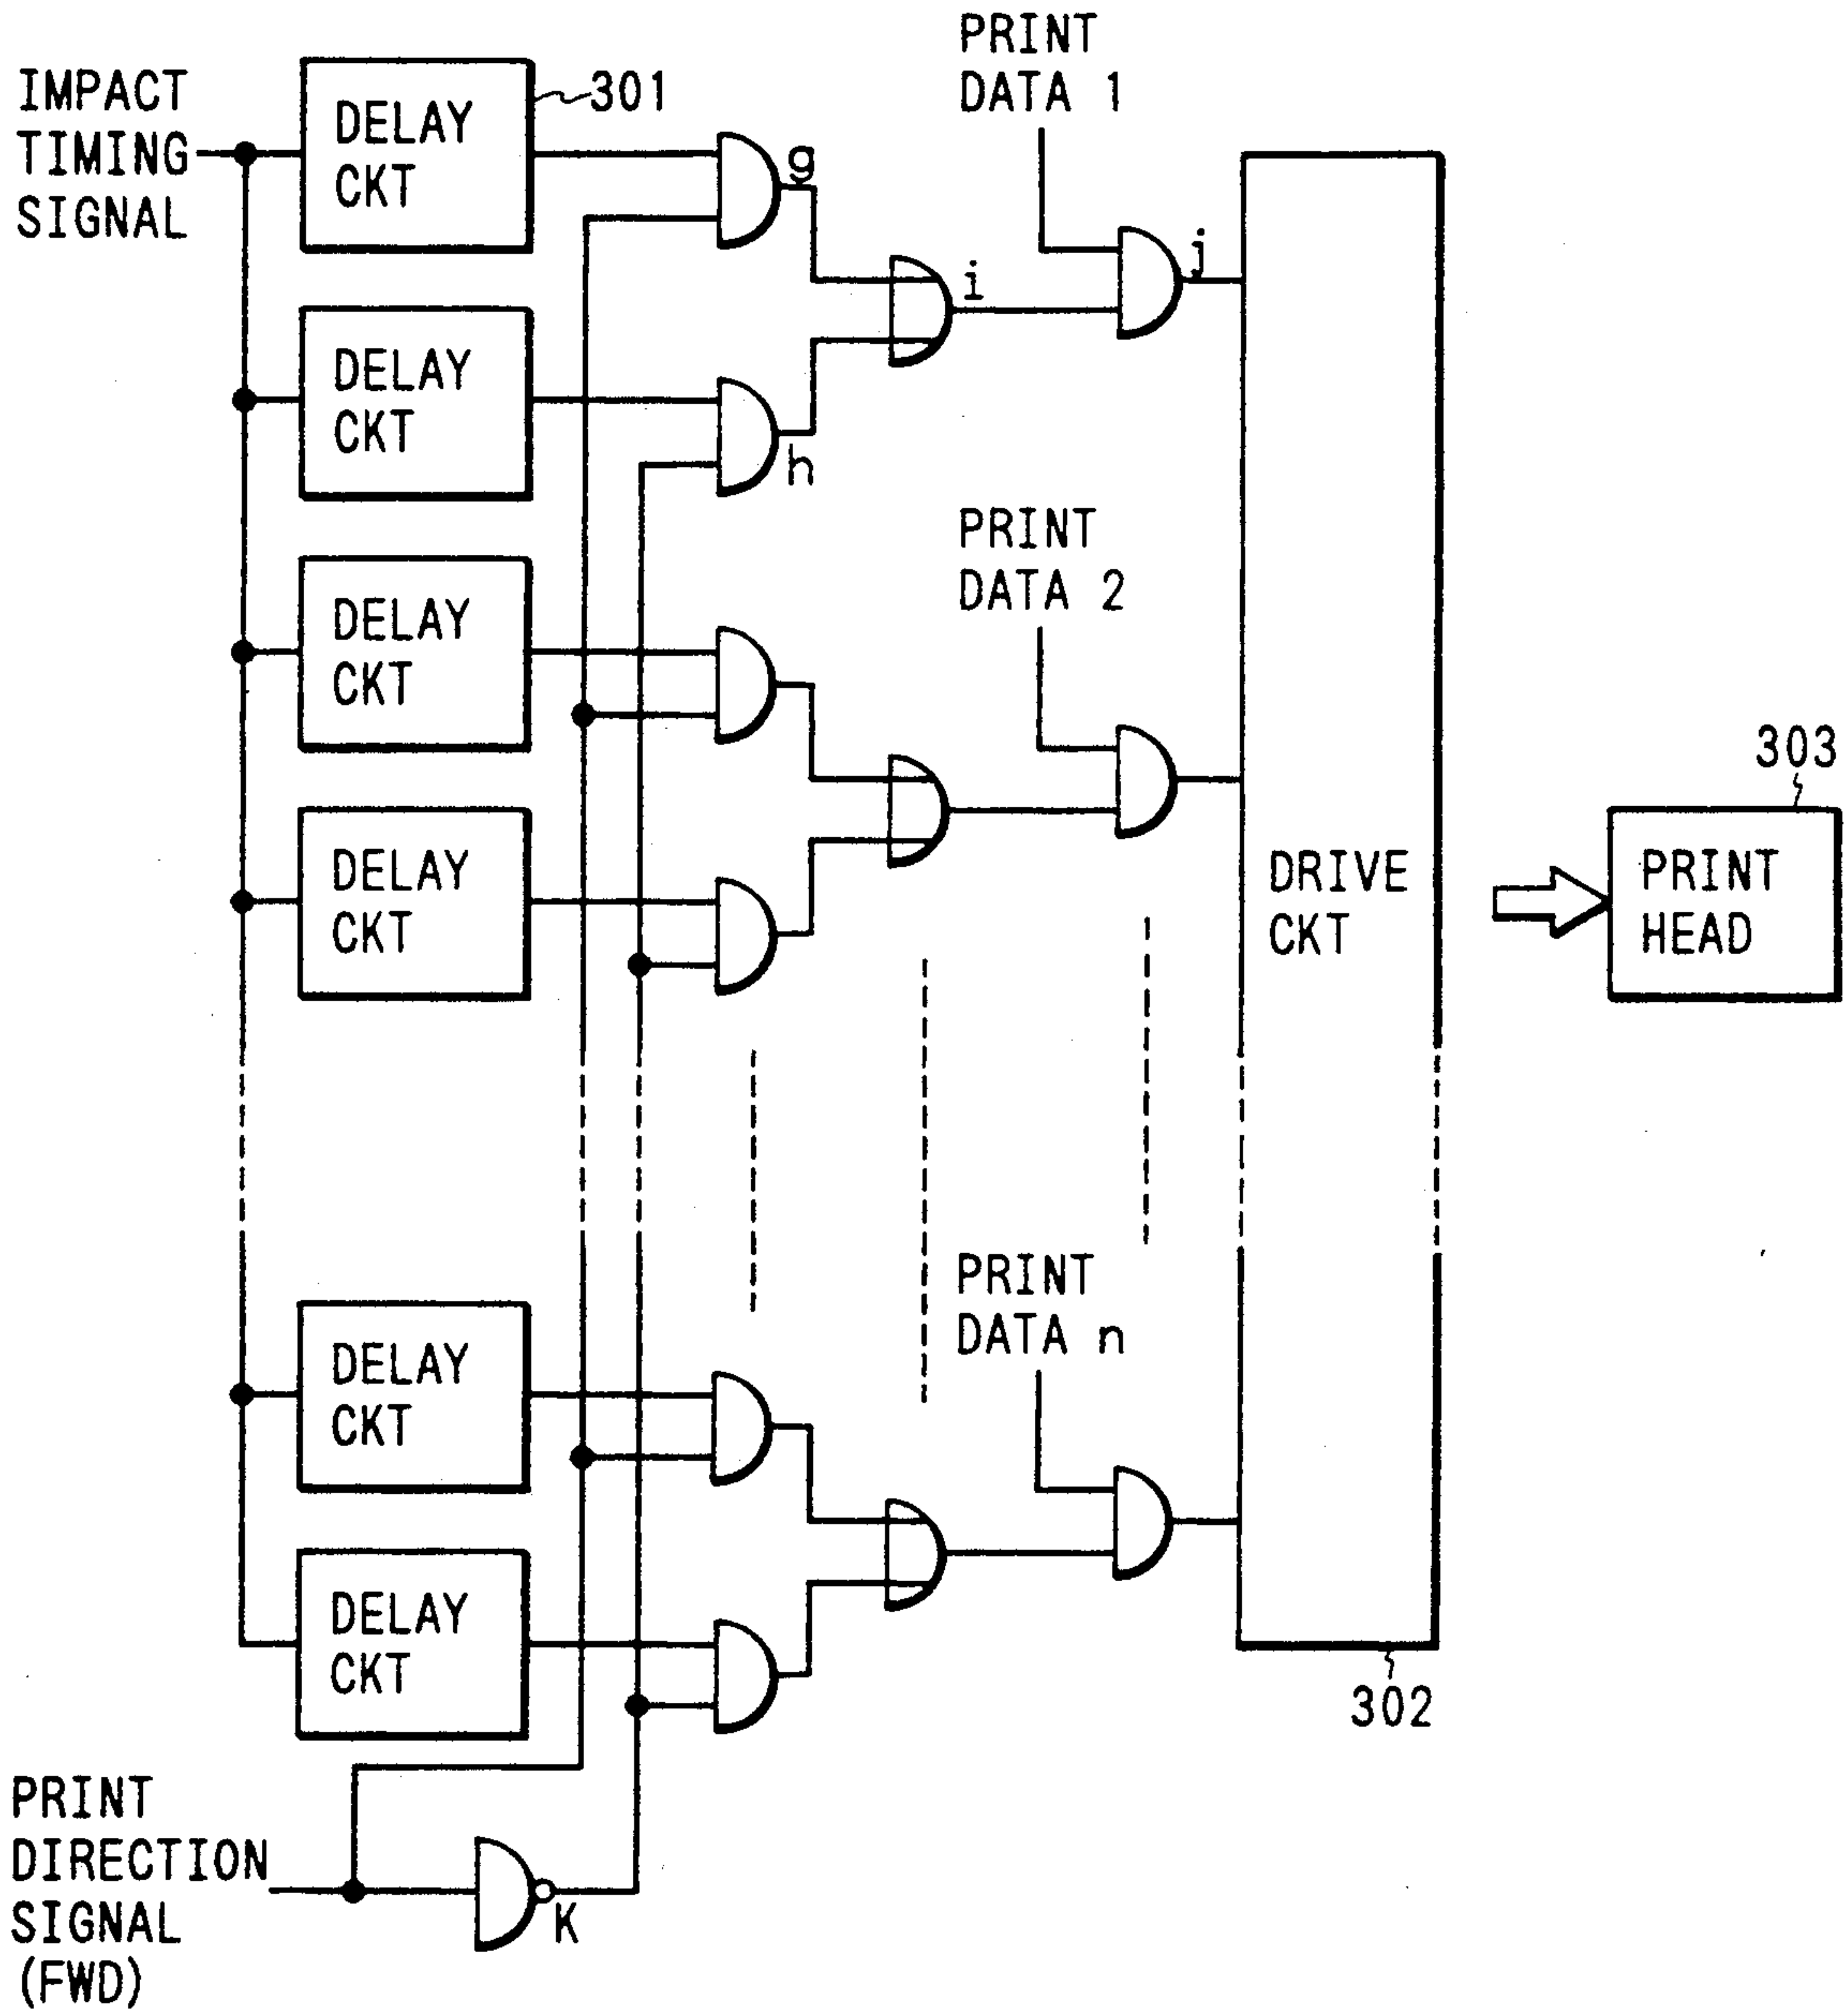 PRINT
DATA 1
IMPACT
TIMING
SIGNAL
DELAY
CKT
301
g
i
j
DELAY
CKT
h
PRINT
DATA 2
DELAY
CKT
DELAY
CKT
DRIVE
CKT
303
PRINT
HEAD
PRINT
DATA n
DELAY
CKT
DELAY
CKT
302
PRINT
DIRECTION
SIGNAL
(FWD)
K